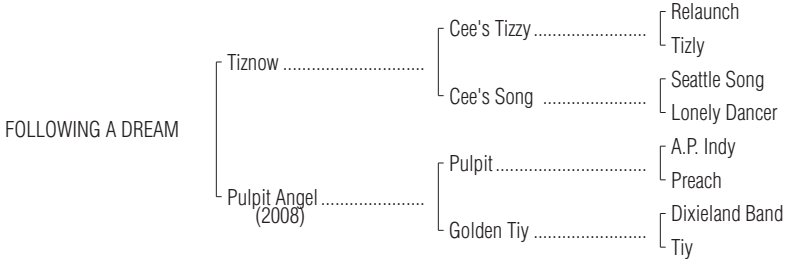 Relaunch
Cee's Tizzy ........................
Tizly
Tiznow ..............................
Seattle Song
Cee's Song ......................
Lonely Dancer
FOLLOWING A DREAM
A.P. Indy
Pulpit................................
Preach
Pulpit Angel ......................
(2008)
Dixieland Band
Golden Tiy ........................
Tiy